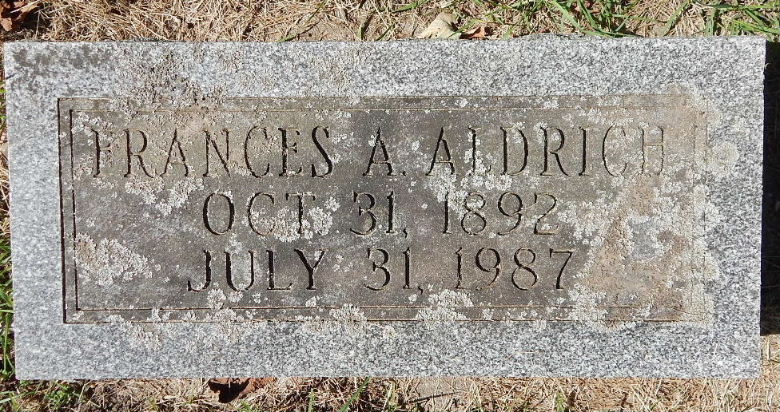 FRANCES A. ALDRICH
OCT 31, 1892
JULY 31, 1987